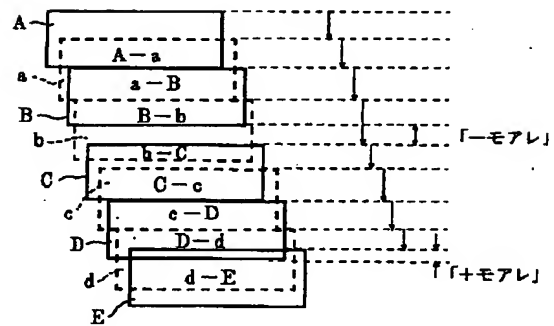 A
A－a
a
a－B
B
B－b
「－モアレ」
b
b－C
C
C－c
c
c－D
D
D－d
「＋モアレ」
d
d－E
E